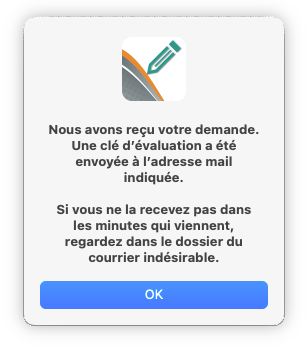 Nous avons reçu votre demande.
Une clé d’évaluation a été
envoyée à l’adresse mail
indiquée.
Si vous ne la recevez pas dans
les minutes qui viennent,
regardez dans le dossier du
courrier indésirable.
OK